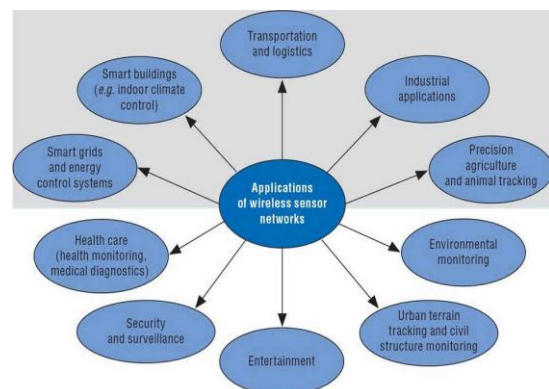 Transportation
and logistics
Smart buildings
(e.g. indoor climate
control)
Industrial
applications
Smart grids
and energy
control systems
Precision
agriculture
and animal tracking
Applications
of wireless sensor
networks
Health care
(health monitoring,
medical diagnostics)
Environmental
monitoring
Security
and surveillance
Urban terrain
tracking and civil
structure monitoring
Entertainment